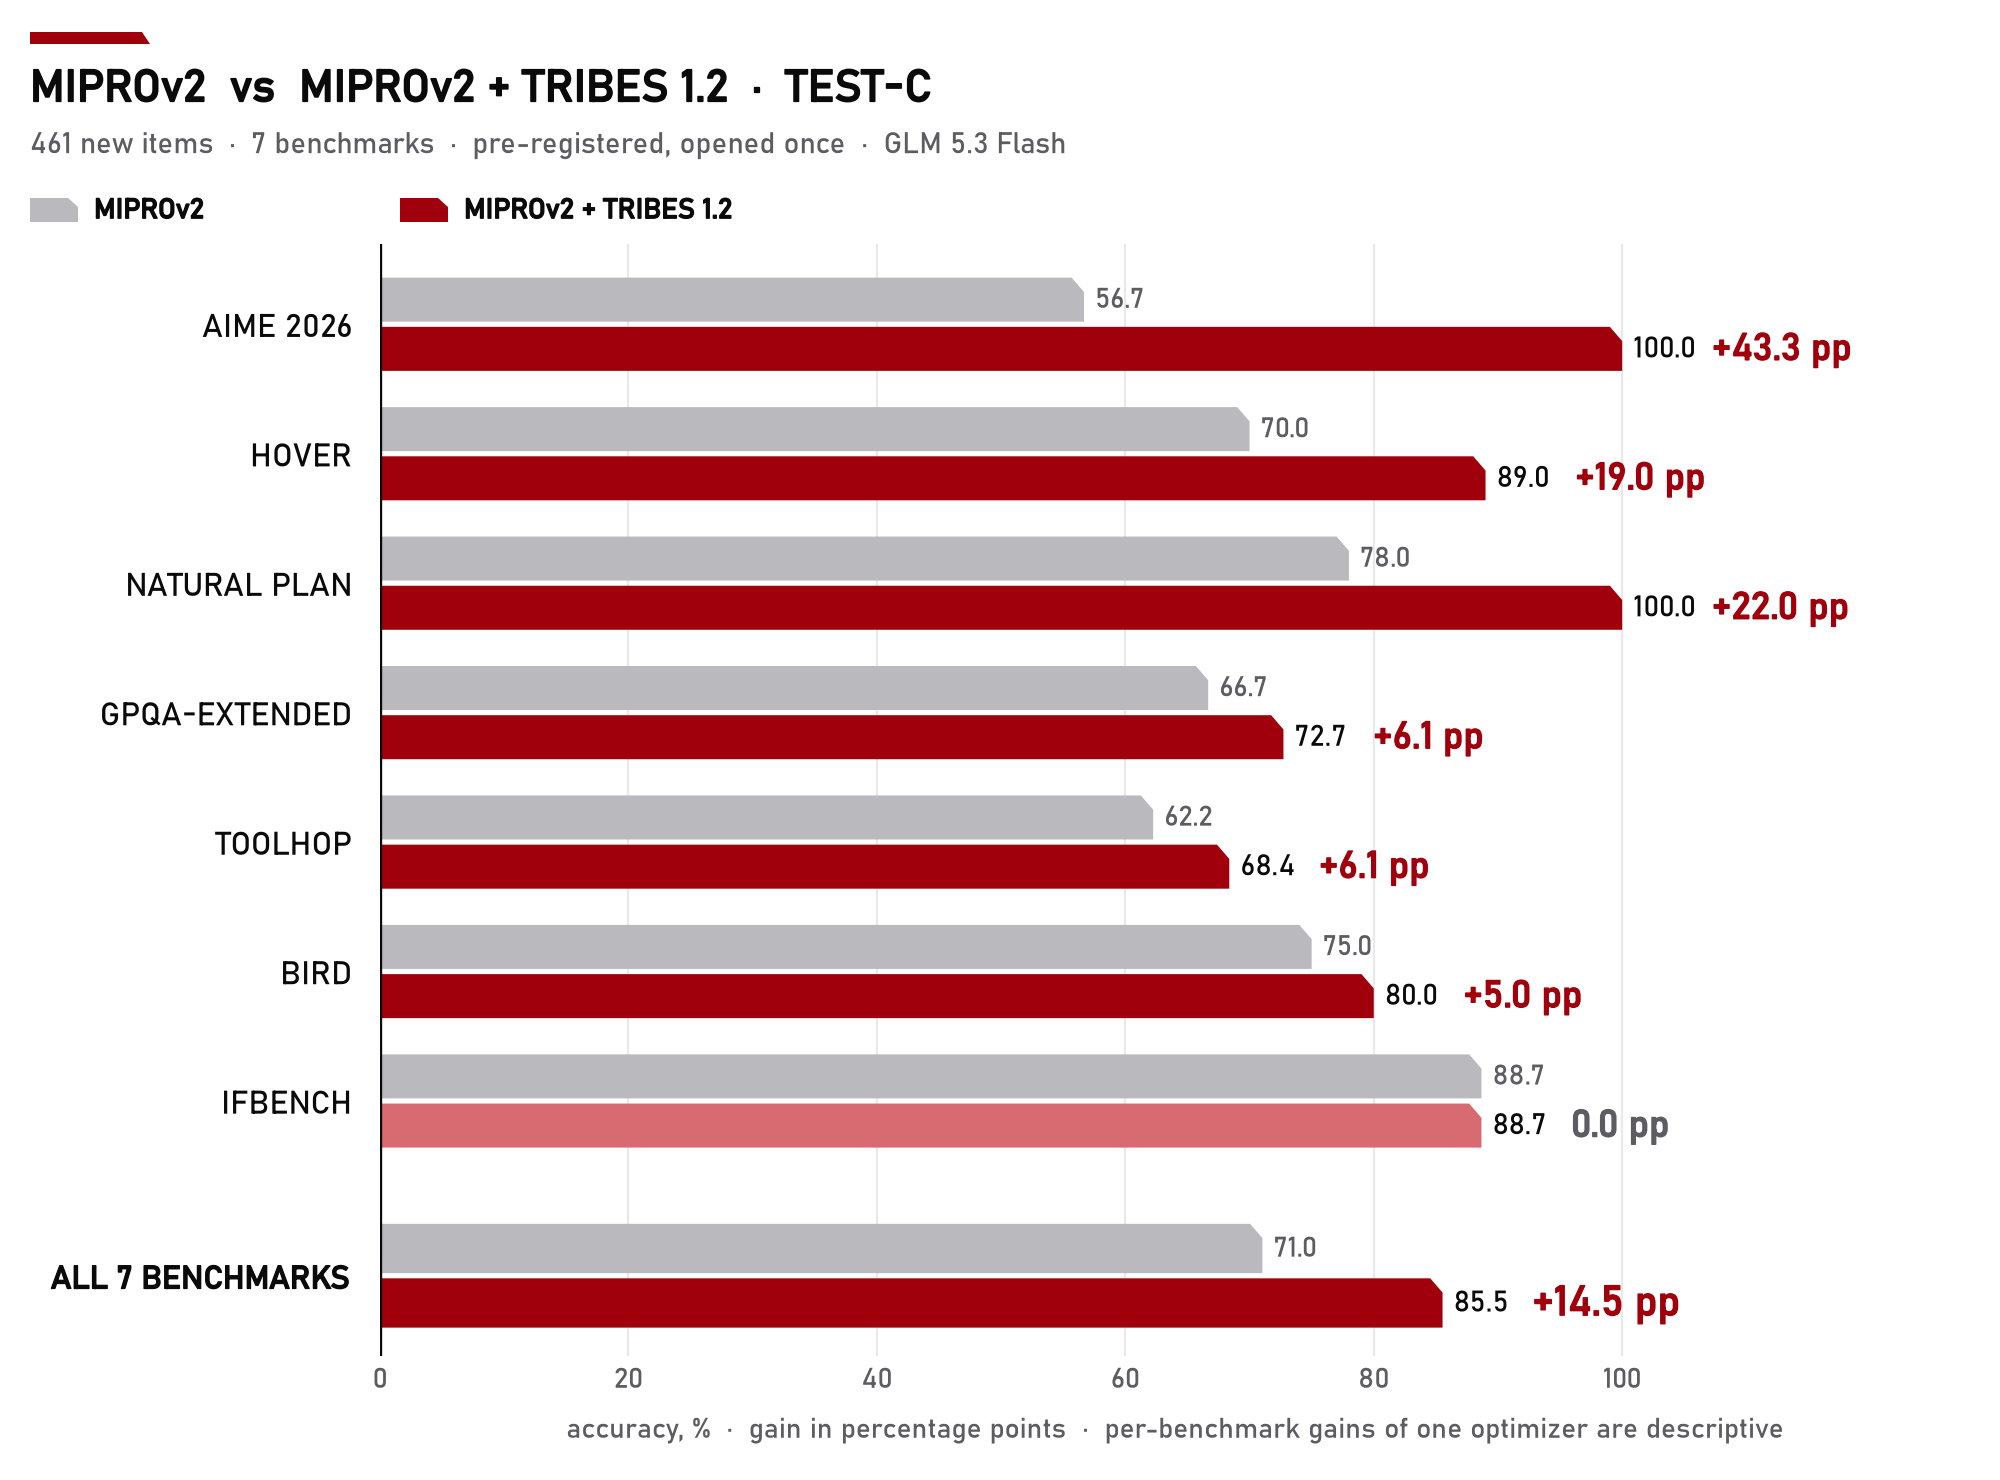 MIPROv2 vs MIPROv2 + TRIBES 1.2 · TEST-C
461 new items · 7 benchmarks · pre-registered, opened once · GLM 5.3 Flash
MIPROv2
MIPROv2 + TRIBES 1.2
AIME 2026
56.7
100.0 +43.3 pp
HOVER
70.0
89.0 +19.0 pp
NATURAL PLAN
78.0
100.0 +22.0 pp
GPQA-EXTENDED
66.7
72.7 +6.1 pp
TOOLHOP
62.2
68.4 +6.1 pp
BIRD
75.0
80.0 +5.0 pp
IFBENCH
88.7
88.7 0.0 pp
ALL 7 BENCHMARKS
71.0
85.5 +14.5 pp
0 20 40 60 80 100
accuracy, % · gain in percentage points · per-benchmark gains of one optimizer are descriptive